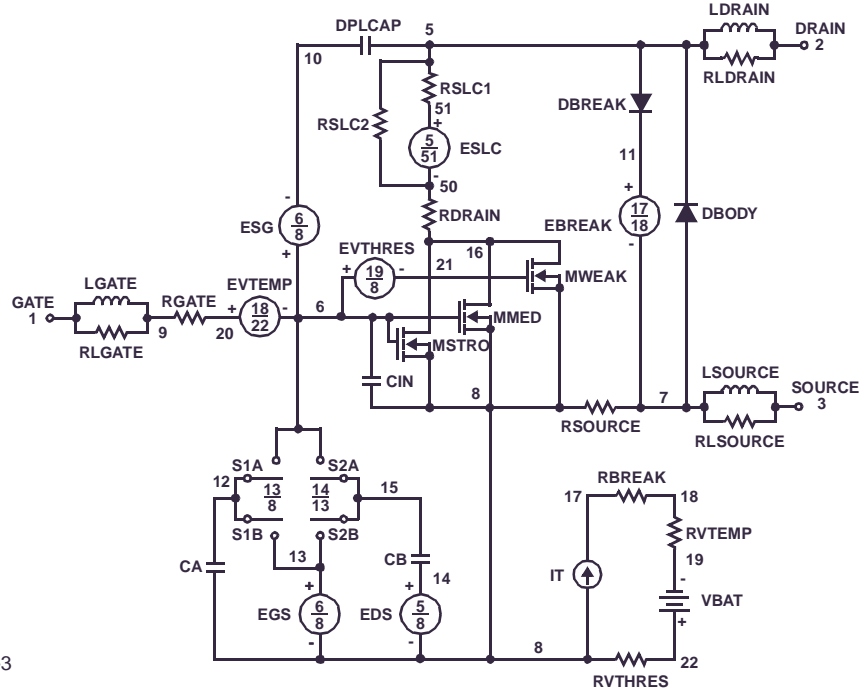 LDRAIN
DPLCAP 5 DRAIN
10 2
RSLC1 RLDRAIN
51 DBREAK
+
RSLC2 5 ESLC
51
11
-
50
- + 17
RDRAIN 18
6 EBREAK DBODY
ESG 8 EVTHRES -
+ 16
+ 19 - 21
8 MWEAK
LGATE EVTEMP
GATE RGATE + 18 - 6
1 22 MMED
9 20
RLGATE MSTRO
LSOURCE
CIN SOURCE
8 7 3
RSOURCE RLSOURCE
S1A S2A
12 13 14 15 RBREAK
8 13 17 18
S1B S2B
13 CB RVTEMP
CA 19
+ + 14 IT -
EGS 6 EDS 5 VBAT
8 8 +
- - 8 22
RVTHRES
3